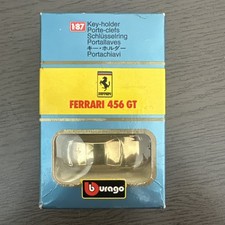 1:87
Key-holder
Porte-clefs
Schlüsselring
Portallaves
キー・ホルダー
Portachiavi
FERRARI 456 GT
burago